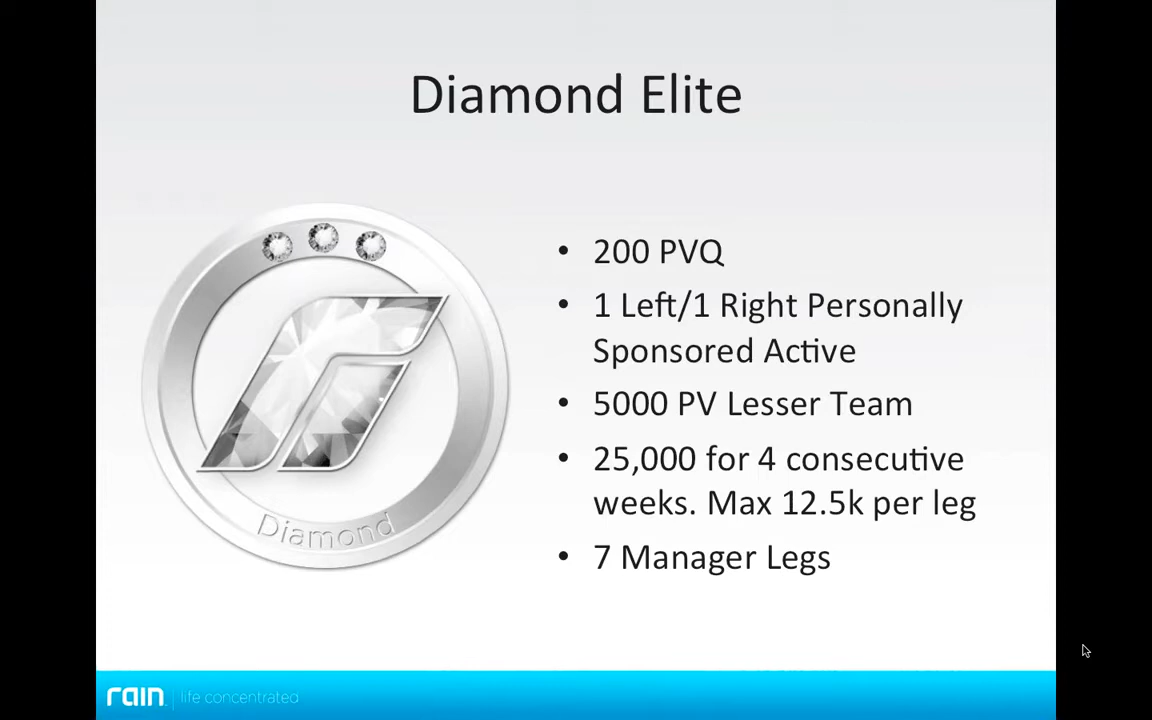 Diamond Elite
• 200 PVQ
• 1 Left/1 Right Personally
Sponsored Active
• 5000 PV Lesser Team
• 25,000 for 4 consecutive
weeks. Max 12.5k per leg
• 7 Manager Legs
Diamond
rain | life concentrated